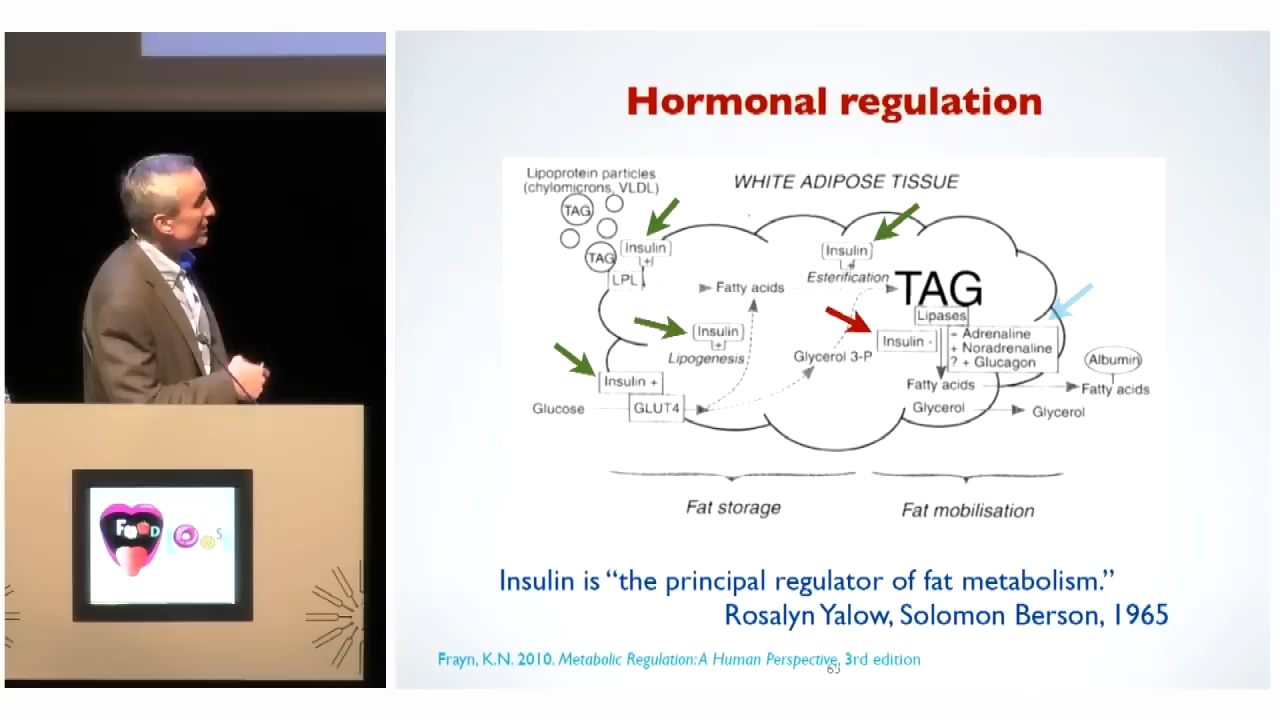 Hormonal regulation
Lipoprotein particles
(chylomicrons, VLDL)
WHITE ADIPOSE TISSUE
TAG
TAG
Insulin
(+)
LPL
Fatty acids
Insulin
(+)
Lipogenesis
Insulin +
Glucose
GLUT4
Insulin
+
Esterification
TAG
Lipases
Glycerol 3-P
Insulin -
+ Adrenaline
+ Noradrenaline
? + Glucagon
Fatty acids
Glycerol
Albumin
Fatty acids
Glycerol
Fat storage
Fat mobilisation
Insulin is “the principal regulator of fat metabolism.”
Rosalyn Yalow, Solomon Berson, 1965
Frayn, K.N. 2010. Metabolic Regulation: A Human Perspective, 3rd edition
63